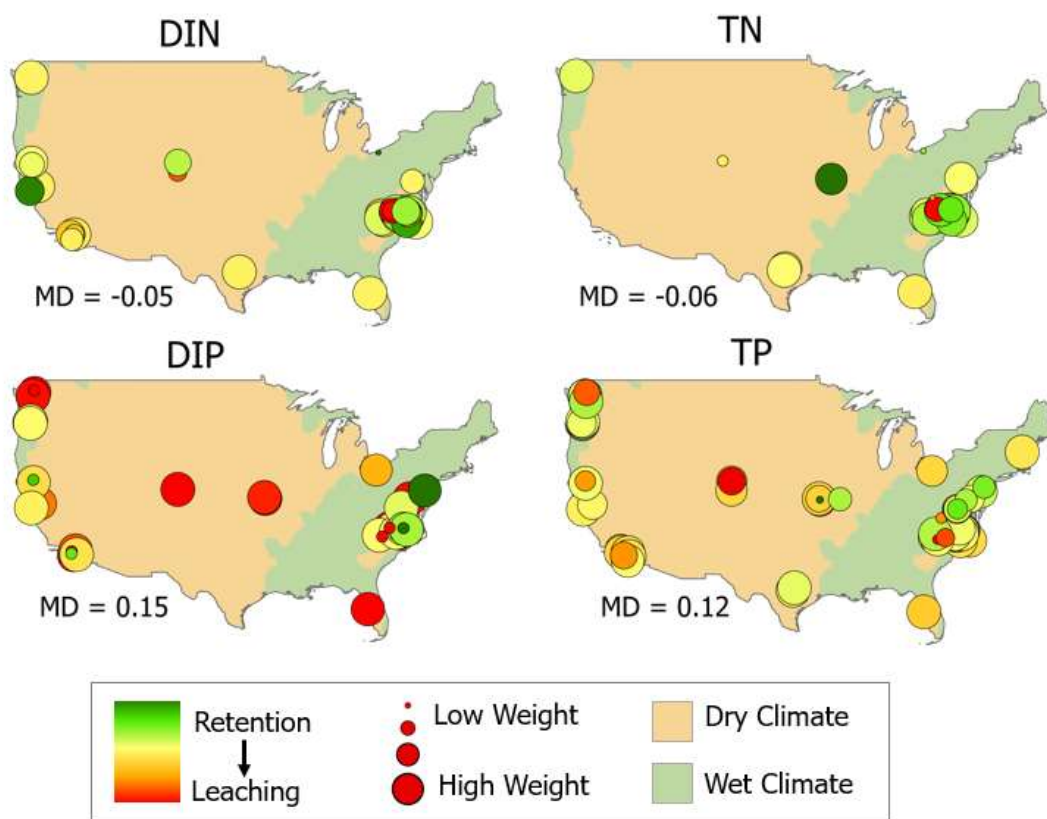 DIN
TN
MD = -0.05
MD = -0.06
DIP
TP
MD = 0.15
MD = 0.12
Retention
Leaching
Low Weight
High Weight
Dry Climate
Wet Climate